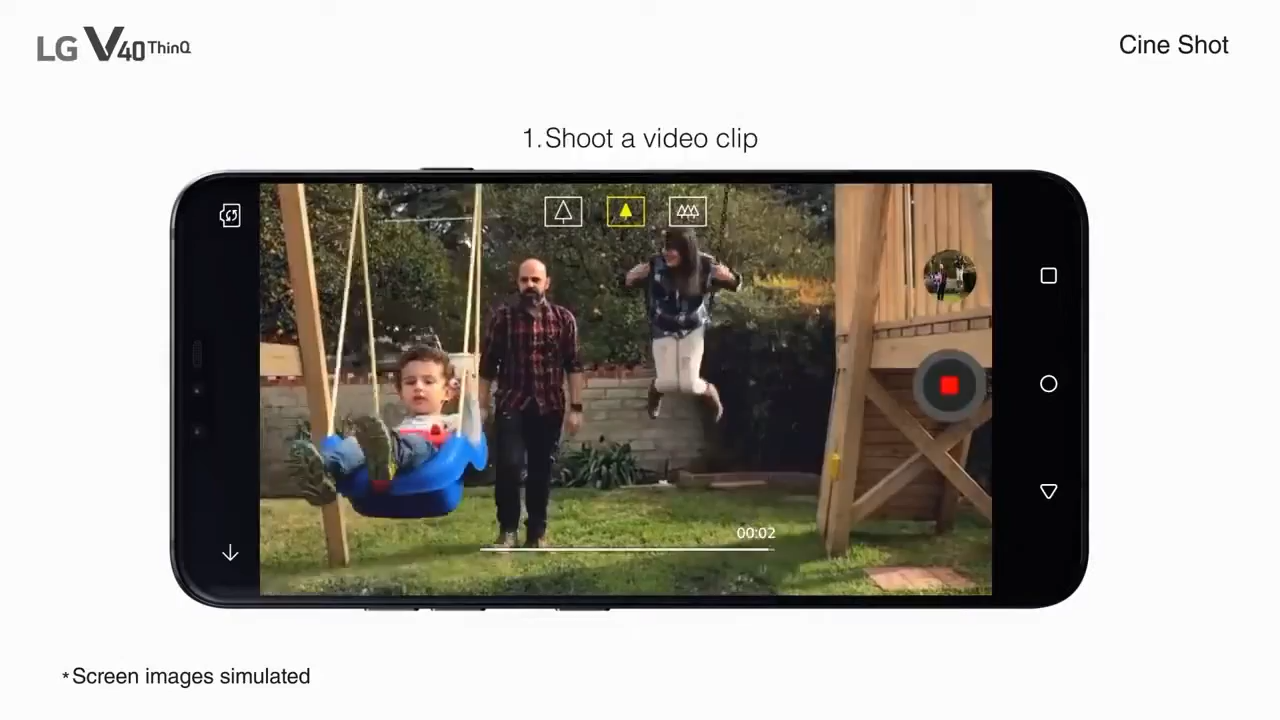 LG V40 ThinQ
Cine Shot
1.Shoot a video clip
00:02
*Screen images simulated